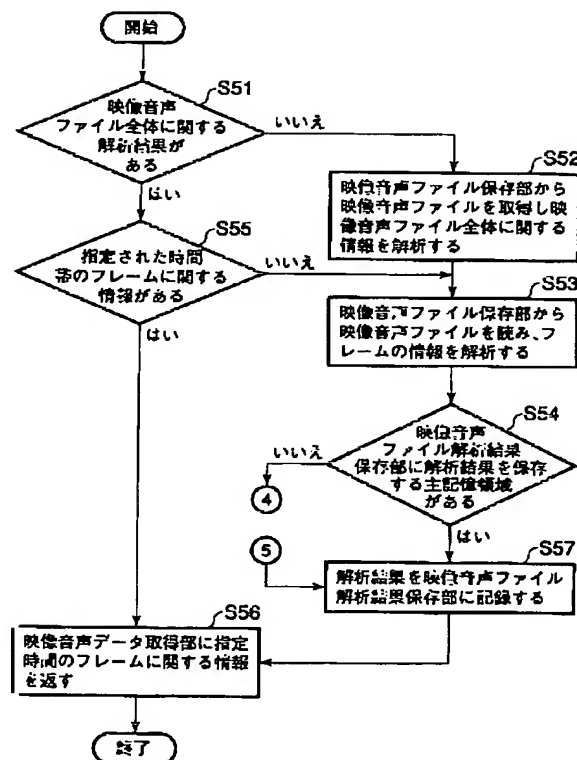 開始
S51
映像音声
ファイル全体に関する
解析結果が
ある
いいえ
はい
S52
映像音声ファイル保存部から
映像音声ファイルを取得し映
像音声ファイル全体に関する
情報を解析する
S55
指定された時間
帯のフレームに関する
情報がある
いいえ
はい
S53
映像音声ファイル保存部から
映像音声ファイルを読み、フ
レームの情報を解析する
S54
映像音声
ファイル解析結果
保存部に解析結果を保存
する主記憶領域
がある
いいえ
④
はい
⑤
S57
解析結果を映像音声ファイル
解析結果保存部に記録する
S56
映像音声データ取得部に指定
時間のフレームに関する情報
を返す
終了